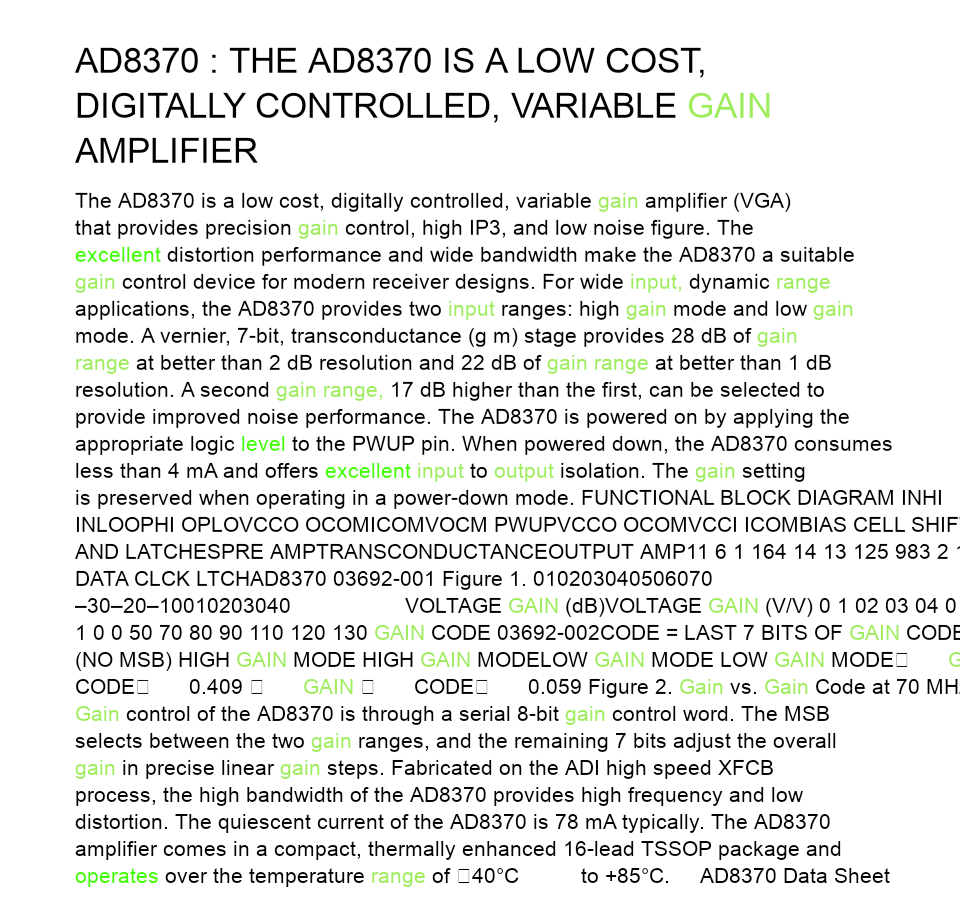 AD8370 : THE AD8370 IS A LOW COST,
DIGITALLY CONTROLLED, VARIABLE GAIN
AMPLIFIER
The AD8370 is a low cost, digitally controlled, variable gain amplifier (VGA)
that provides precision gain control, high IP3, and low noise figure. The
excellent distortion performance and wide bandwidth make the AD8370 a suitable
gain control device for modern receiver designs. For wide input, dynamic range
applications, the AD8370 provides two input ranges: high gain mode and low gain
mode. A vernier, 7-bit, transconductance (g m) stage provides 28 dB of gain
range at better than 2 dB resolution and 22 dB of gain range at better than 1 dB
resolution. A second gain range, 17 dB higher than the first, can be selected to
provide improved noise performance. The AD8370 is powered on by applying the
appropriate logic level to the PWUP pin. When powered down, the AD8370 consumes
less than 4 mA and offers excellent input to output isolation. The gain setting
is preserved when operating in a power-down mode. FUNCTIONAL BLOCK DIAGRAM INHI
INLOOPHI OPLOVCCO OCOMICOMVOCM PWUPVCCO OCOMVCCI ICOMBIAS CELL SHIF
AND LATCHESPRE AMPTRANSCONDUCTANCEOUTPUT AMP11 6 1 164 14 13 125 983 2 1
DATA CLCK LTCHAD8370 03692-001 Figure 1. 010203040506070
–30–20–10010203040 VOLTAGE GAIN (dB)VOLTAGE GAIN (V/V) 0 1 02 03 04 0
1 0 0 50 70 80 90 110 120 130 GAIN CODE 03692-002CODE = LAST 7 BITS OF GAIN CODE
(NO MSB) HIGH GAIN MODE HIGH GAIN MODELOW GAIN MODE LOW GAIN MODE□ G
CODE□ 0.409 □ GAIN □ CODE□ 0.059 Figure 2. Gain vs. Gain Code at 70 MH
Gain control of the AD8370 is through a serial 8-bit gain control word. The MSB
selects between the two gain ranges, and the remaining 7 bits adjust the overall
gain in precise linear gain steps. Fabricated on the ADI high speed XFCB
process, the high bandwidth of the AD8370 provides high frequency and low
distortion. The quiescent current of the AD8370 is 78 mA typically. The AD8370
amplifier comes in a compact, thermally enhanced 16-lead TSSOP package and
operates over the temperature range of □40°C to +85°C. AD8370 Data Sheet